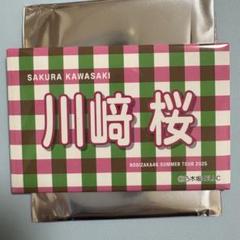 SAKURA KAWASAKI
川﨑 桜
NOGIZAKA46 SUMMER TOUR 2025